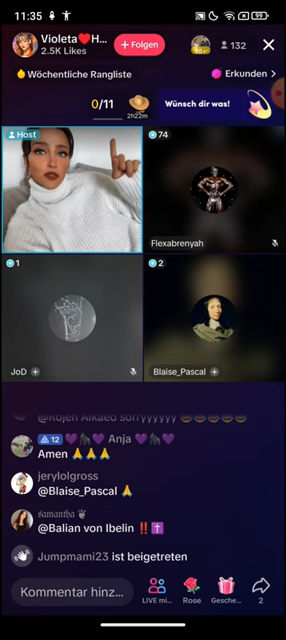 11:35
99
Violeta❤️H...
2.5K Likes
+ Folgen
132
Wöchentliche Rangliste
Erkunden >
0/11
2h22m
Wünsch dir was!
Host
74
Flexabrenyah
1
JoD +
2
Blaise_Pascal +
@Rojen Alkaed sorryyyyyy
12 💜🦍💜 Anja 💜🦍💜
Amen 🙏🙏🙏
jerylolgross
@Blaise_Pascal 🙏
𝔰𝔞𝔪𝔞𝔫𝔱𝔥𝔞 ❦
@Balian von Ibelin ‼️✝️
Jumpmami23 ist beigetreten
Kommentar hinz...
LIVE mi...
Rose
Gesche...
2